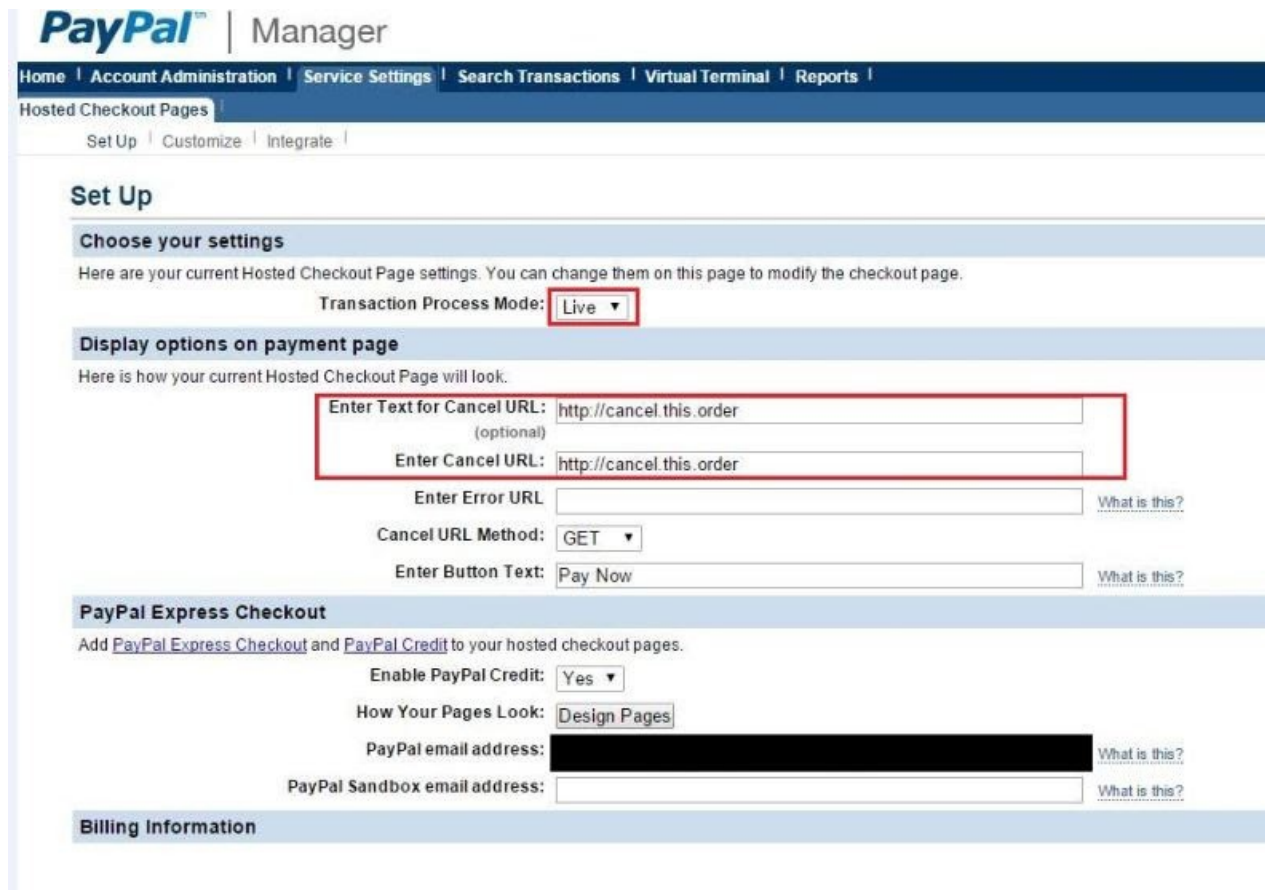 PayPal™ | Manager
Home | Account Administration | Service Settings | Search Transactions | Virtual Terminal | Reports |
Hosted Checkout Pages
Set Up | Customize | Integrate |
Set Up
Choose your settings
Here are your current Hosted Checkout Page settings. You can change them on this page to modify the checkout page.
Transaction Process Mode: Live
Display options on payment page
Here is how your current Hosted Checkout Page will look.
Enter Text for Cancel URL: http://cancel.this.order
(optional)
Enter Cancel URL: http://cancel.this.order
Enter Error URL What is this?
Cancel URL Method: GET
Enter Button Text: Pay Now What is this?
PayPal Express Checkout
Add PayPal Express Checkout and PayPal Credit to your hosted checkout pages.
Enable PayPal Credit: Yes
How Your Pages Look: Design Pages
PayPal email address: What is this?
PayPal Sandbox email address: What is this?
Billing Information